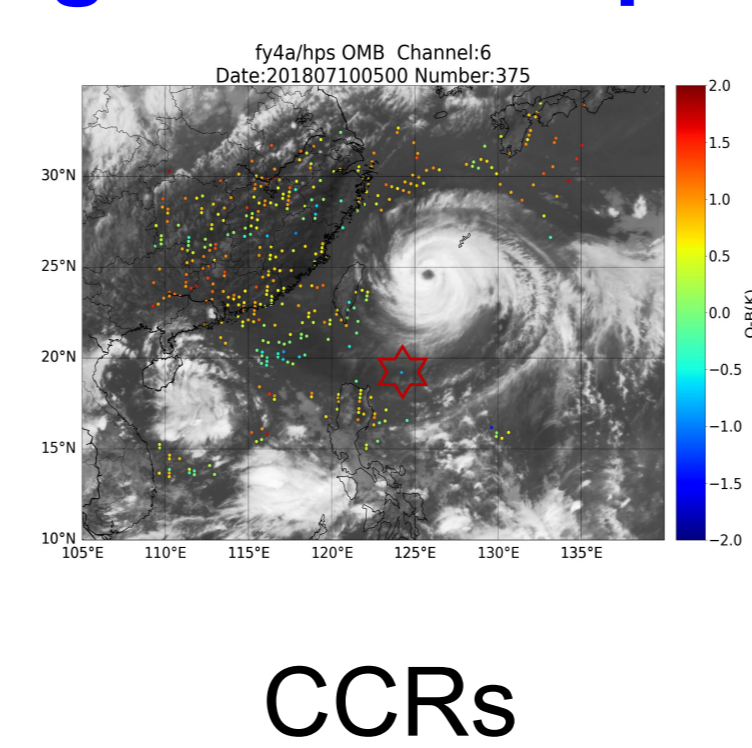 fy4a/hps OMB Channel:6
Date:201807100500 Number:375
30°N
25°N
20°N
15°N
10°N
105°E 110°E 115°E 120°E 125°E 130°E 135°E
2.0
1.5
1.0
0.5
0.0
−0.5
−1.0
−1.5
−2.0
O-B(K)
CCRs